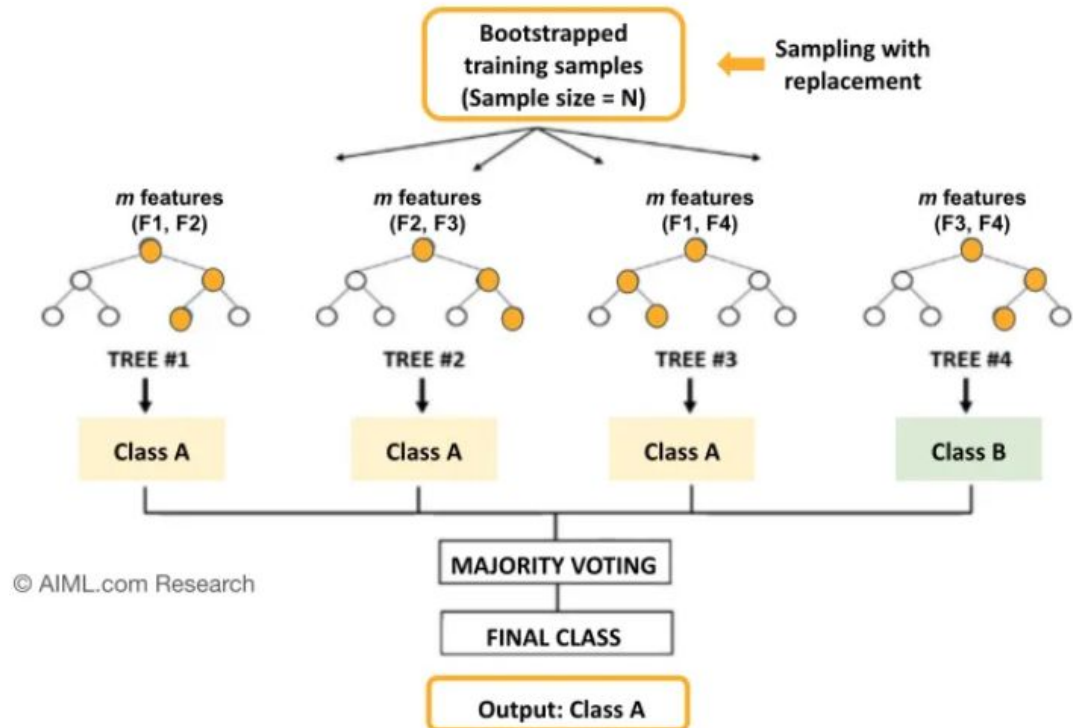 Bootstrapped
training samples
(Sample size = N)
Sampling with
replacement
m features
(F1, F2)
m features
(F2, F3)
m features
(F1, F4)
m features
(F3, F4)
TREE #1
TREE #2
TREE #3
TREE #4
Class A
Class A
Class A
Class B
MAJORITY VOTING
© AIML.com Research
FINAL CLASS
Output: Class A